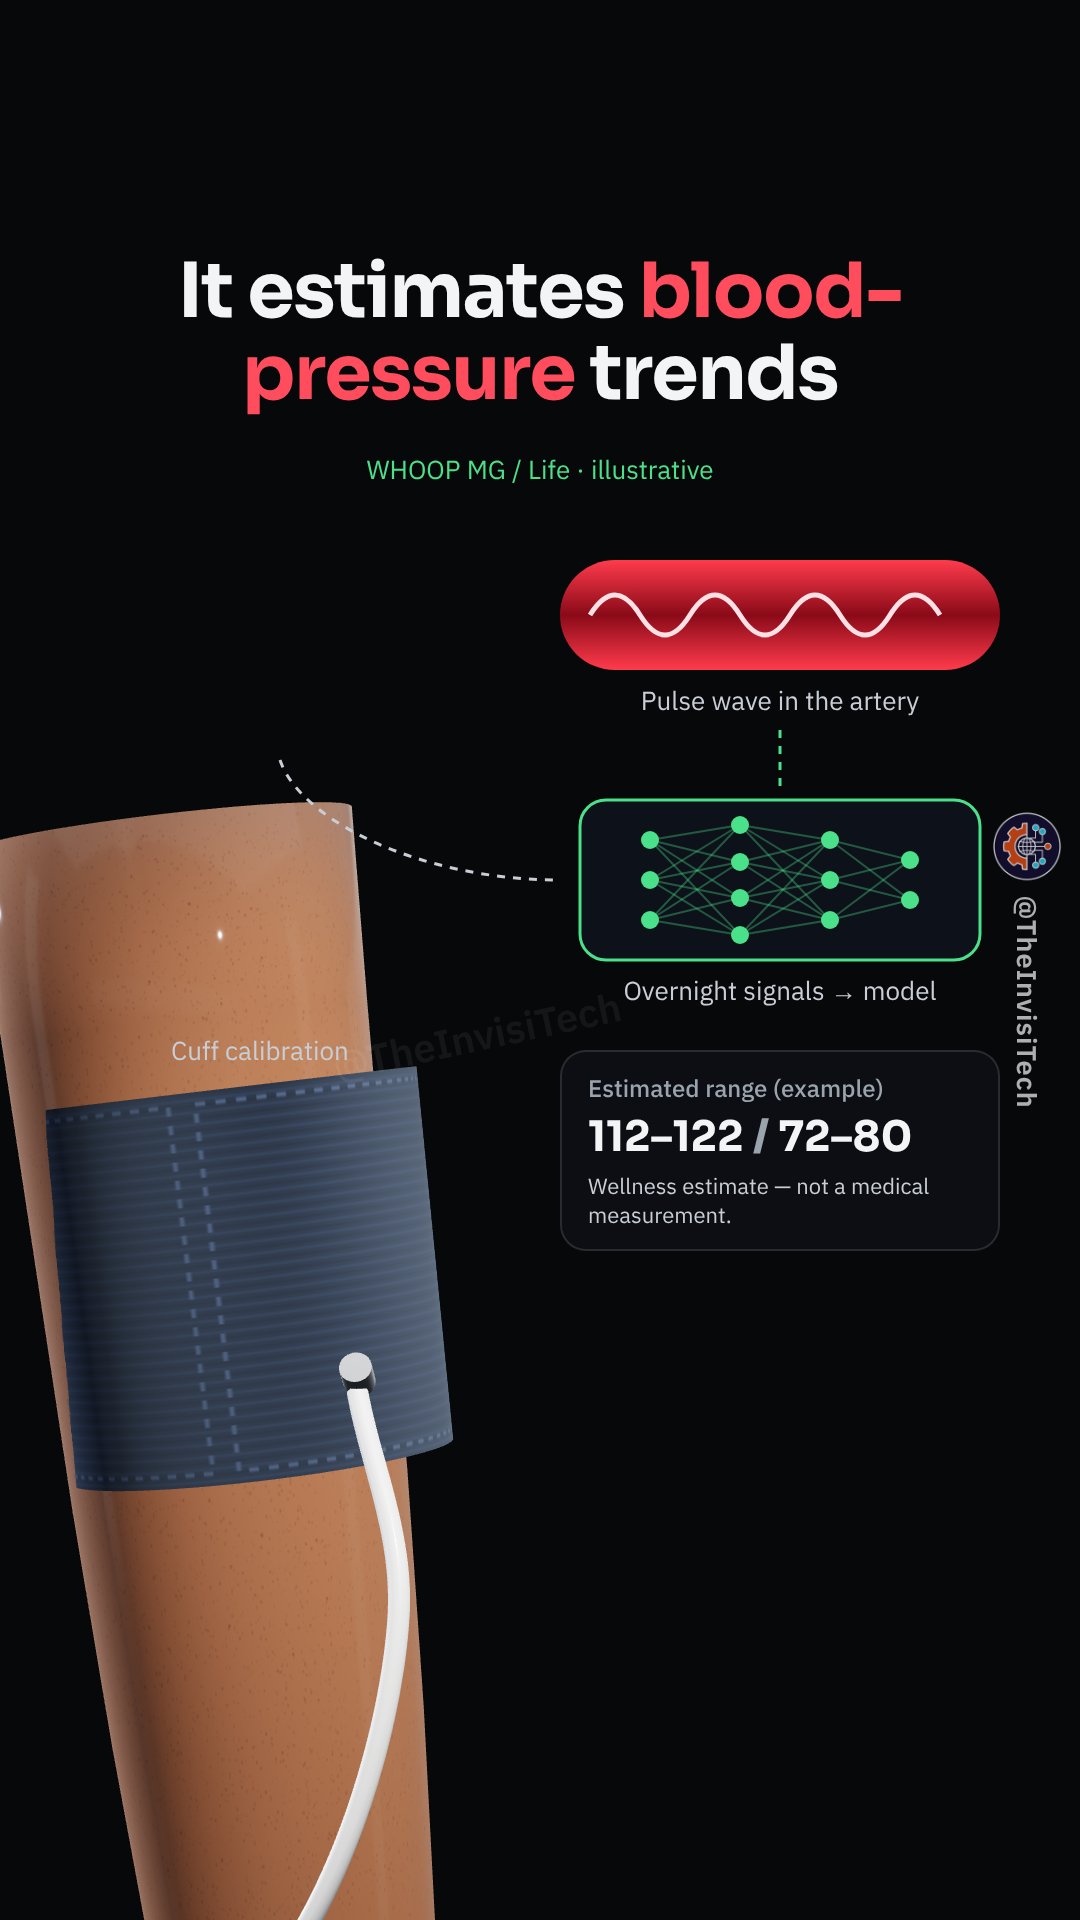 It estimates blood-
pressure trends
WHOOP MG / Life · illustrative
Pulse wave in the artery
Overnight signals → model
@TheInvisiTech
@TheInvisiTech
Cuff calibration
Estimated range (example)
112–122 / 72–80
Wellness estimate — not a medical
measurement.